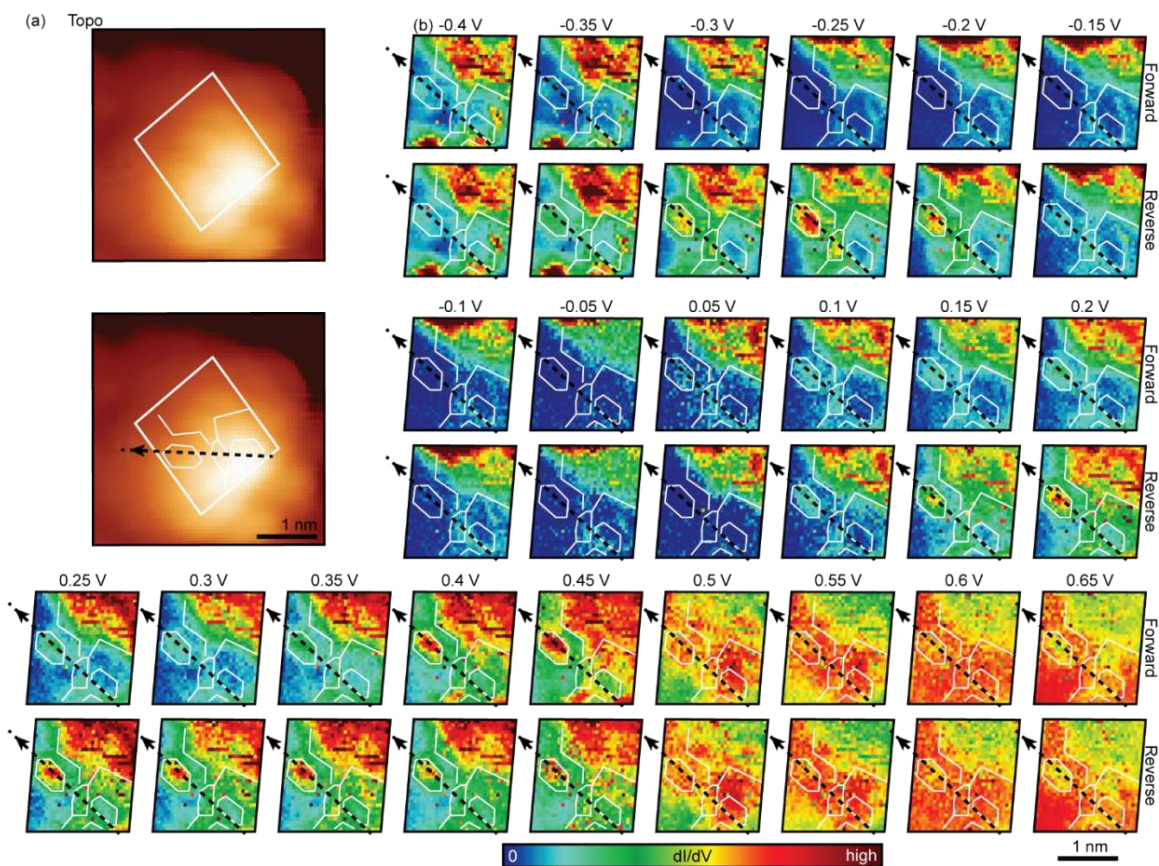 (a) Topo
(b) -0.4 V -0.35 V -0.3 V -0.25 V -0.2 V -0.15 V
Forward
Reverse
-0.1 V -0.05 V 0.05 V 0.1 V 0.15 V 0.2 V
Forward
Reverse
1 nm
0.25 V 0.3 V 0.35 V 0.4 V 0.45 V 0.5 V 0.55 V 0.6 V 0.65 V
Forward
Reverse
0 dI/dV high
1 nm